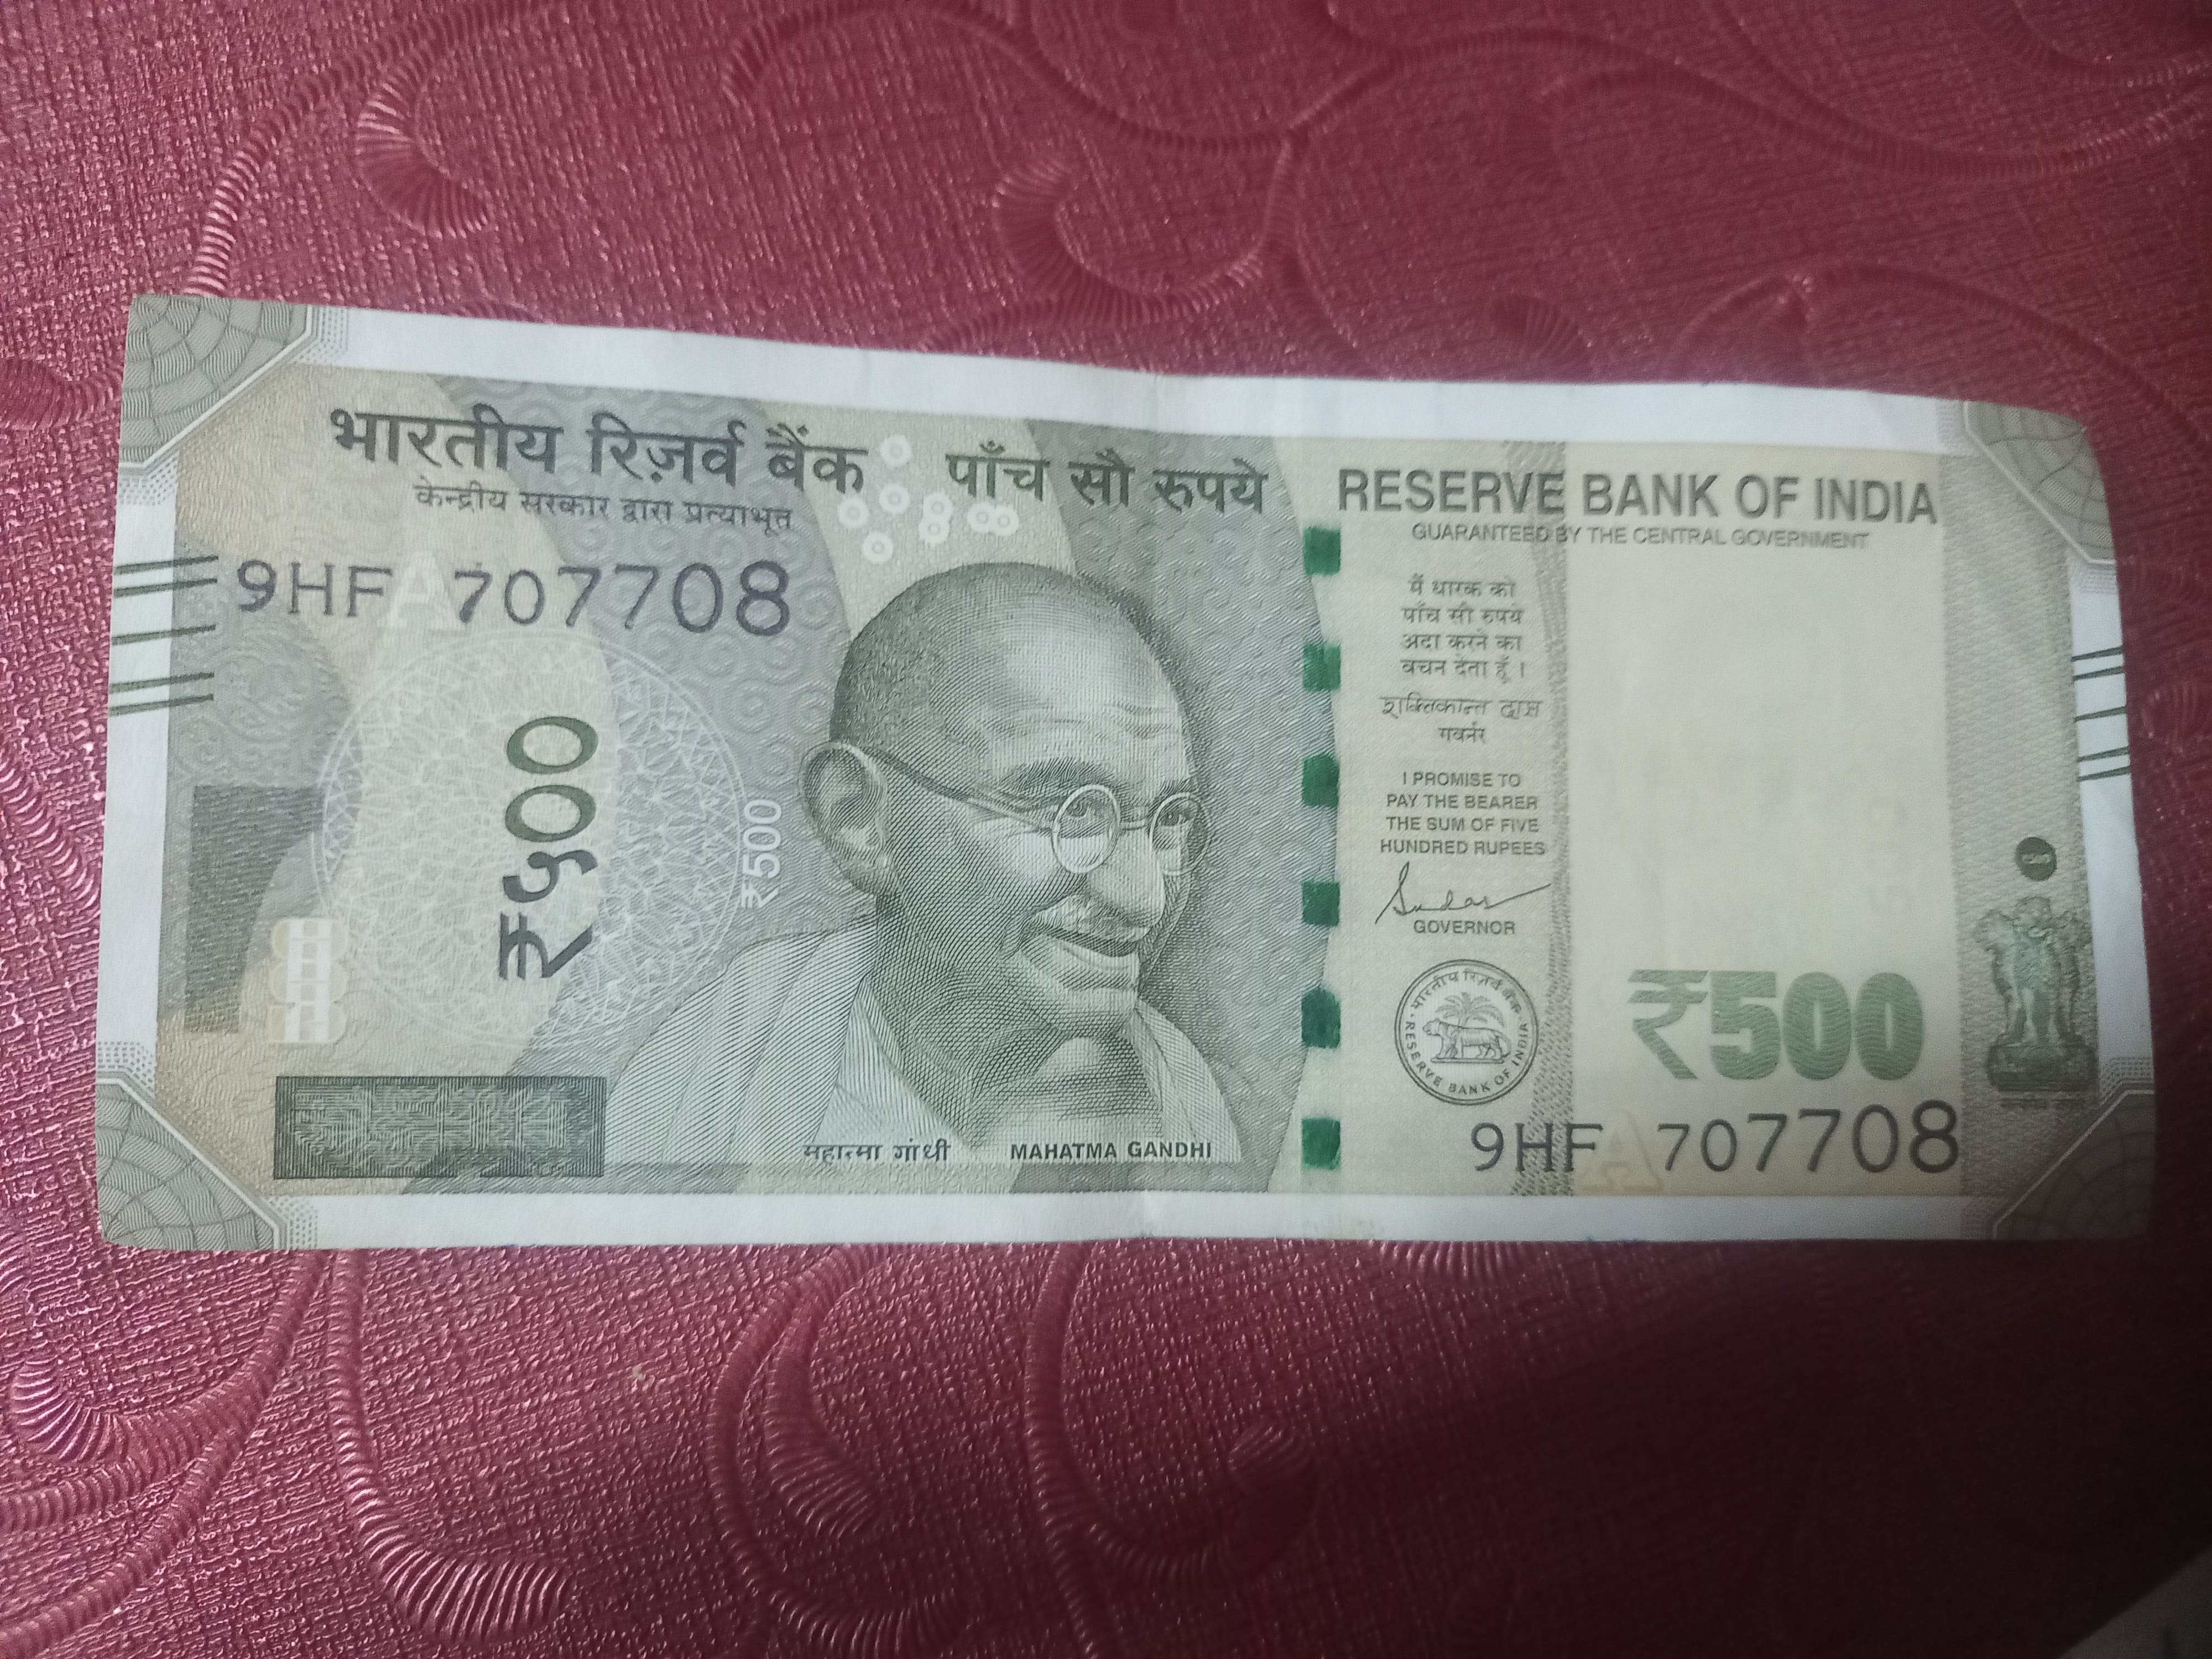 भारतीय रिज़र्व बैंक
केन्द्रीय सरकार द्वारा प्रत्याभूत
पाँच सौ रुपये
RESERVE BANK OF INDIA
GUARANTEED BY THE CENTRAL GOVERNMENT
9HF 707708
₹५००
₹500
मैं धारक को
पाँच सौ रुपये
अदा करने का
वचन देता हूँ ।
शक्तिकान्त दास
गवर्नर
I PROMISE TO
PAY THE BEARER
THE SUM OF FIVE
HUNDRED RUPEES
GOVERNOR
भारतीय रिज़र्व बैंक
RESERVE BANK OF INDIA
₹500
9HF 707708
महात्मा गांधी
MAHATMA GANDHI